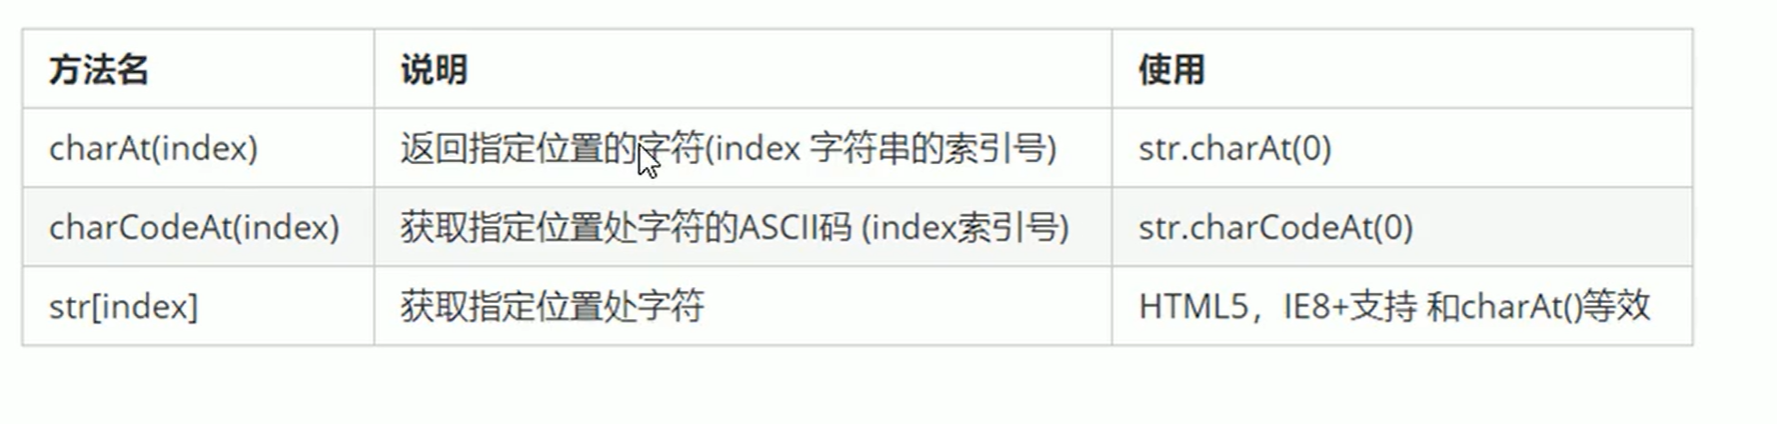 方法名 说明 使用
charAt(index) 返回指定位置的字符(index 字符串的索引号) str.charAt(0)
charCodeAt(index) 获取指定位置处字符的ASCII码 (index索引号) str.charCodeAt(0)
str[index] 获取指定位置处字符 HTML5，IE8+支持 和charAt()等效